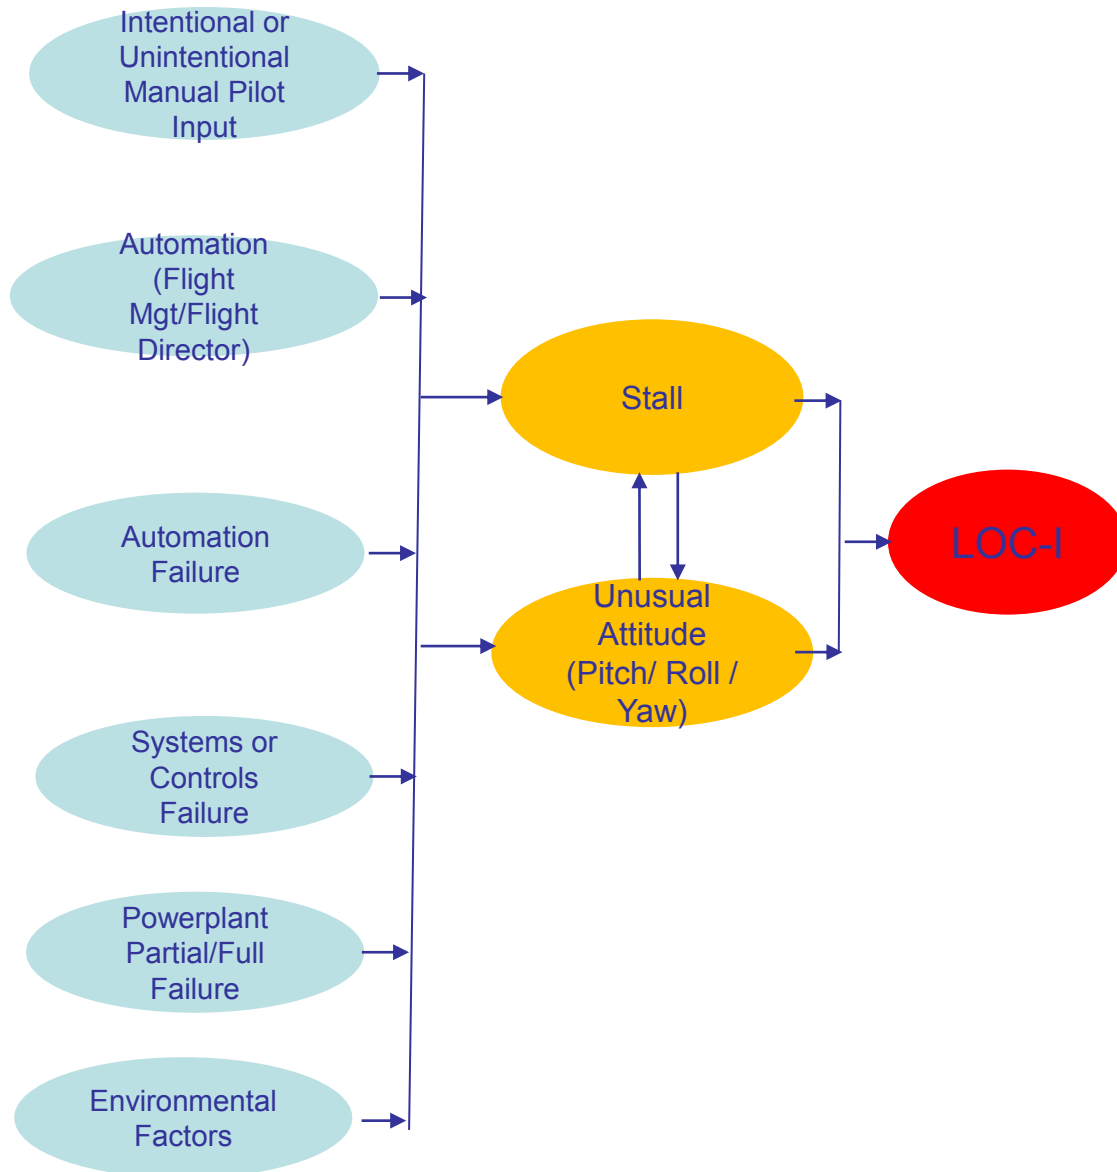 Intentional or
Unintentional
Manual Pilot
Input
Automation
(Flight
Mgt/Flight
Director)
Stall
Automation
Failure
LOC-I
Unusual
Attitude
(Pitch/ Roll /
Yaw)
Systems or
Controls
Failure
Powerplant
Partial/Full
Failure
Environmental
Factors